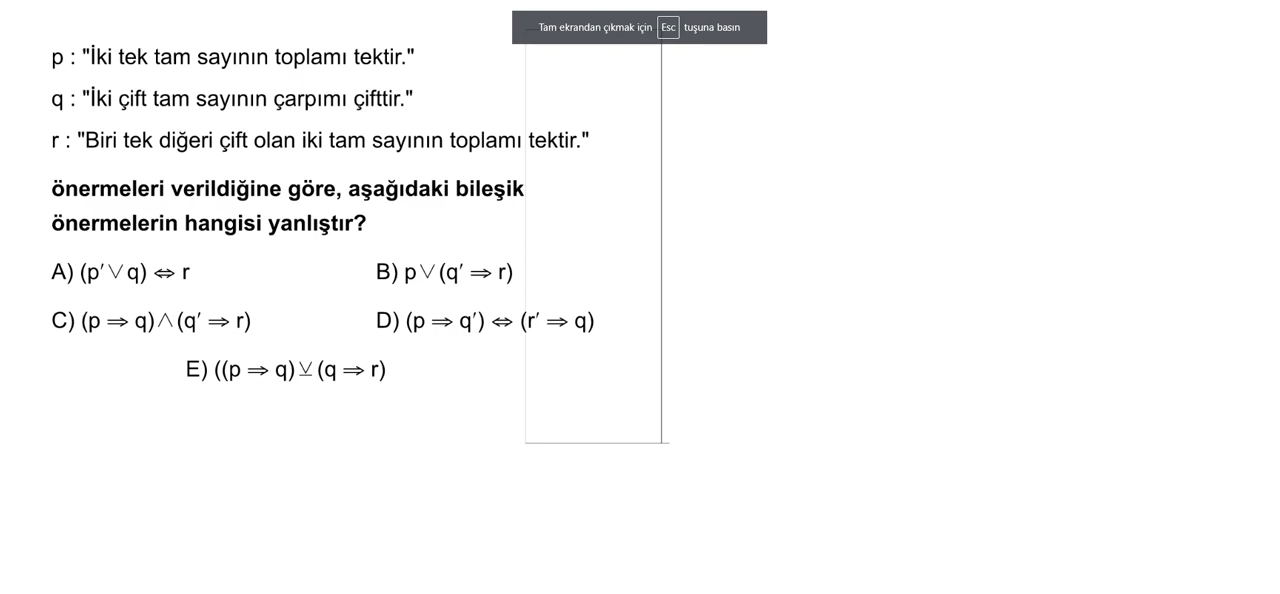 Tam ekrandan çıkmak için Esc tuşuna basın
p : "İki tek tam sayının toplamı tektir."
q : "İki çift tam sayının çarpımı çifttir."
r : "Biri tek diğeri çift olan iki tam sayının toplamı tektir."
önermeleri verildiğine göre, aşağıdaki bileşik
önermelerin hangisi yanlıştır?
A) (p′ ∨ q) ⇔ r B) p ∨ (q′ ⇒ r)
C) (p ⇒ q) ∧ (q′ ⇒ r) D) (p ⇒ q′) ⇔ (r′ ⇒ q)
E) ((p ⇒ q) ⊻ (q ⇒ r)